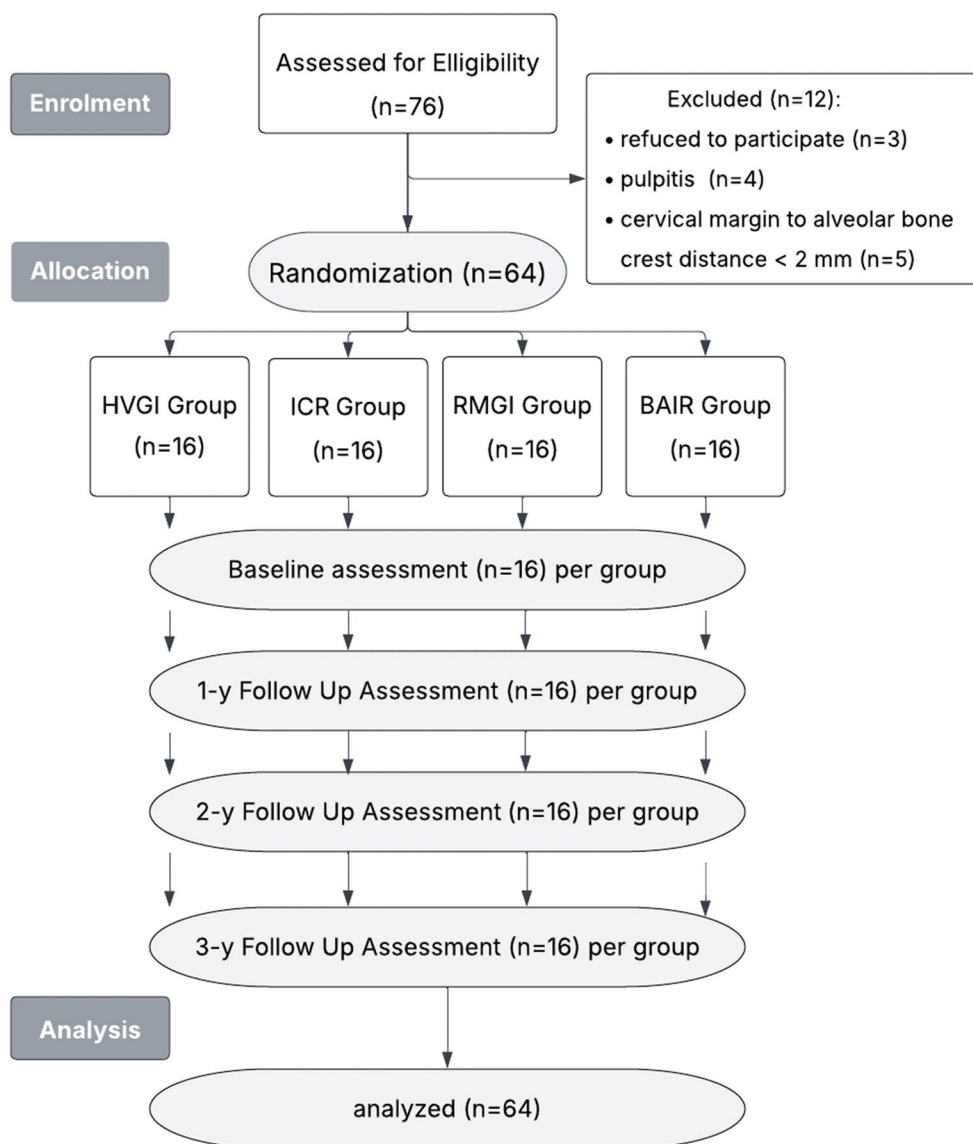 Enrolment
Assessed for Elligibility
(n=76)
Excluded (n=12):
• refuced to participate (n=3)
• pulpitis (n=4)
• cervical margin to alveolar bone
crest distance < 2 mm (n=5)
Allocation
Randomization (n=64)
HVGI Group
(n=16)
ICR Group
(n=16)
RMGI Group
(n=16)
BAIR Group
(n=16)
Baseline assessment (n=16) per group
1-y Follow Up Assessment (n=16) per group
2-y Follow Up Assessment (n=16) per group
3-y Follow Up Assessment (n=16) per group
Analysis
analyzed (n=64)